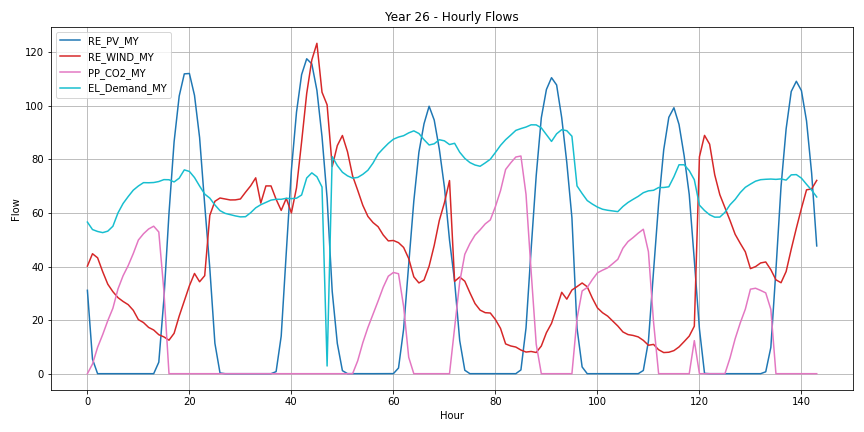 Year 26 - Hourly Flows
RE_PV_MY
RE_WIND_MY
PP_CO2_MY
EL_Demand_MY
120
100
80
60
40
20
0
Flow
0 20 40 60 80 100 120 140
Hour